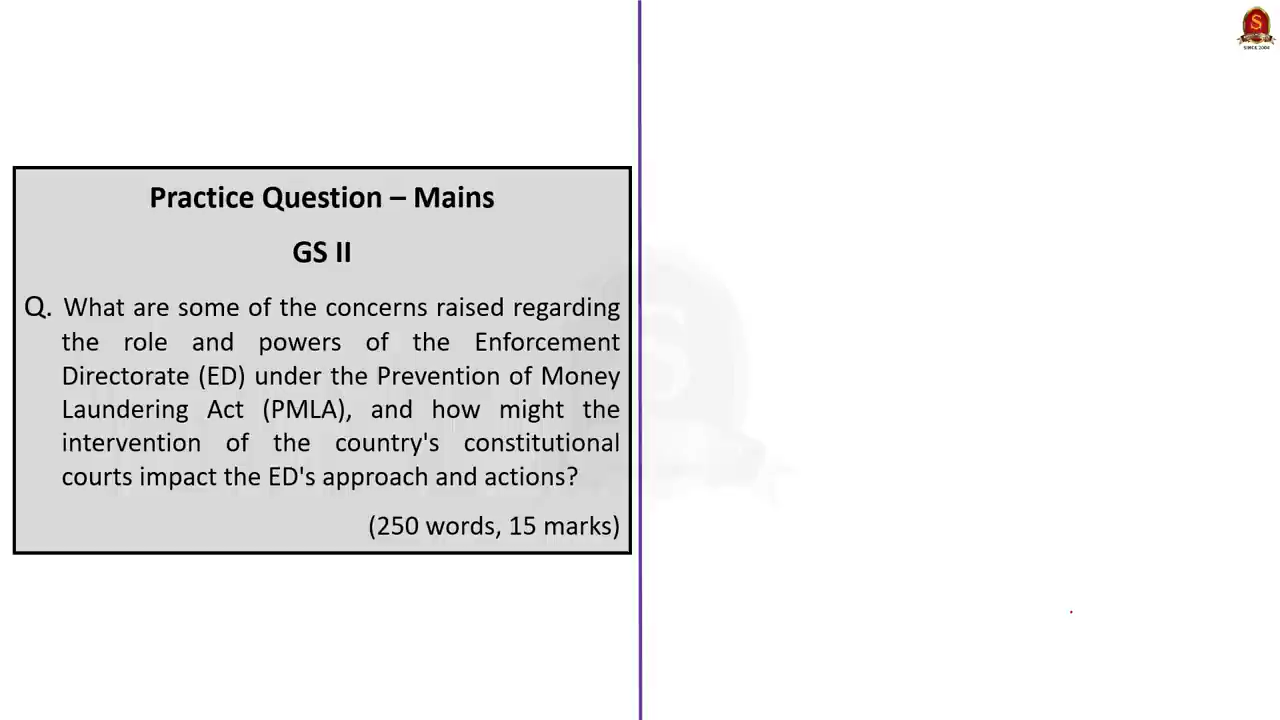 Practice Question – Mains
GS II
Q. What are some of the concerns raised regarding
the role and powers of the Enforcement
Directorate (ED) under the Prevention of Money
Laundering Act (PMLA), and how might the
intervention of the country's constitutional
courts impact the ED's approach and actions?
(250 words, 15 marks)
S
SINCE 2004